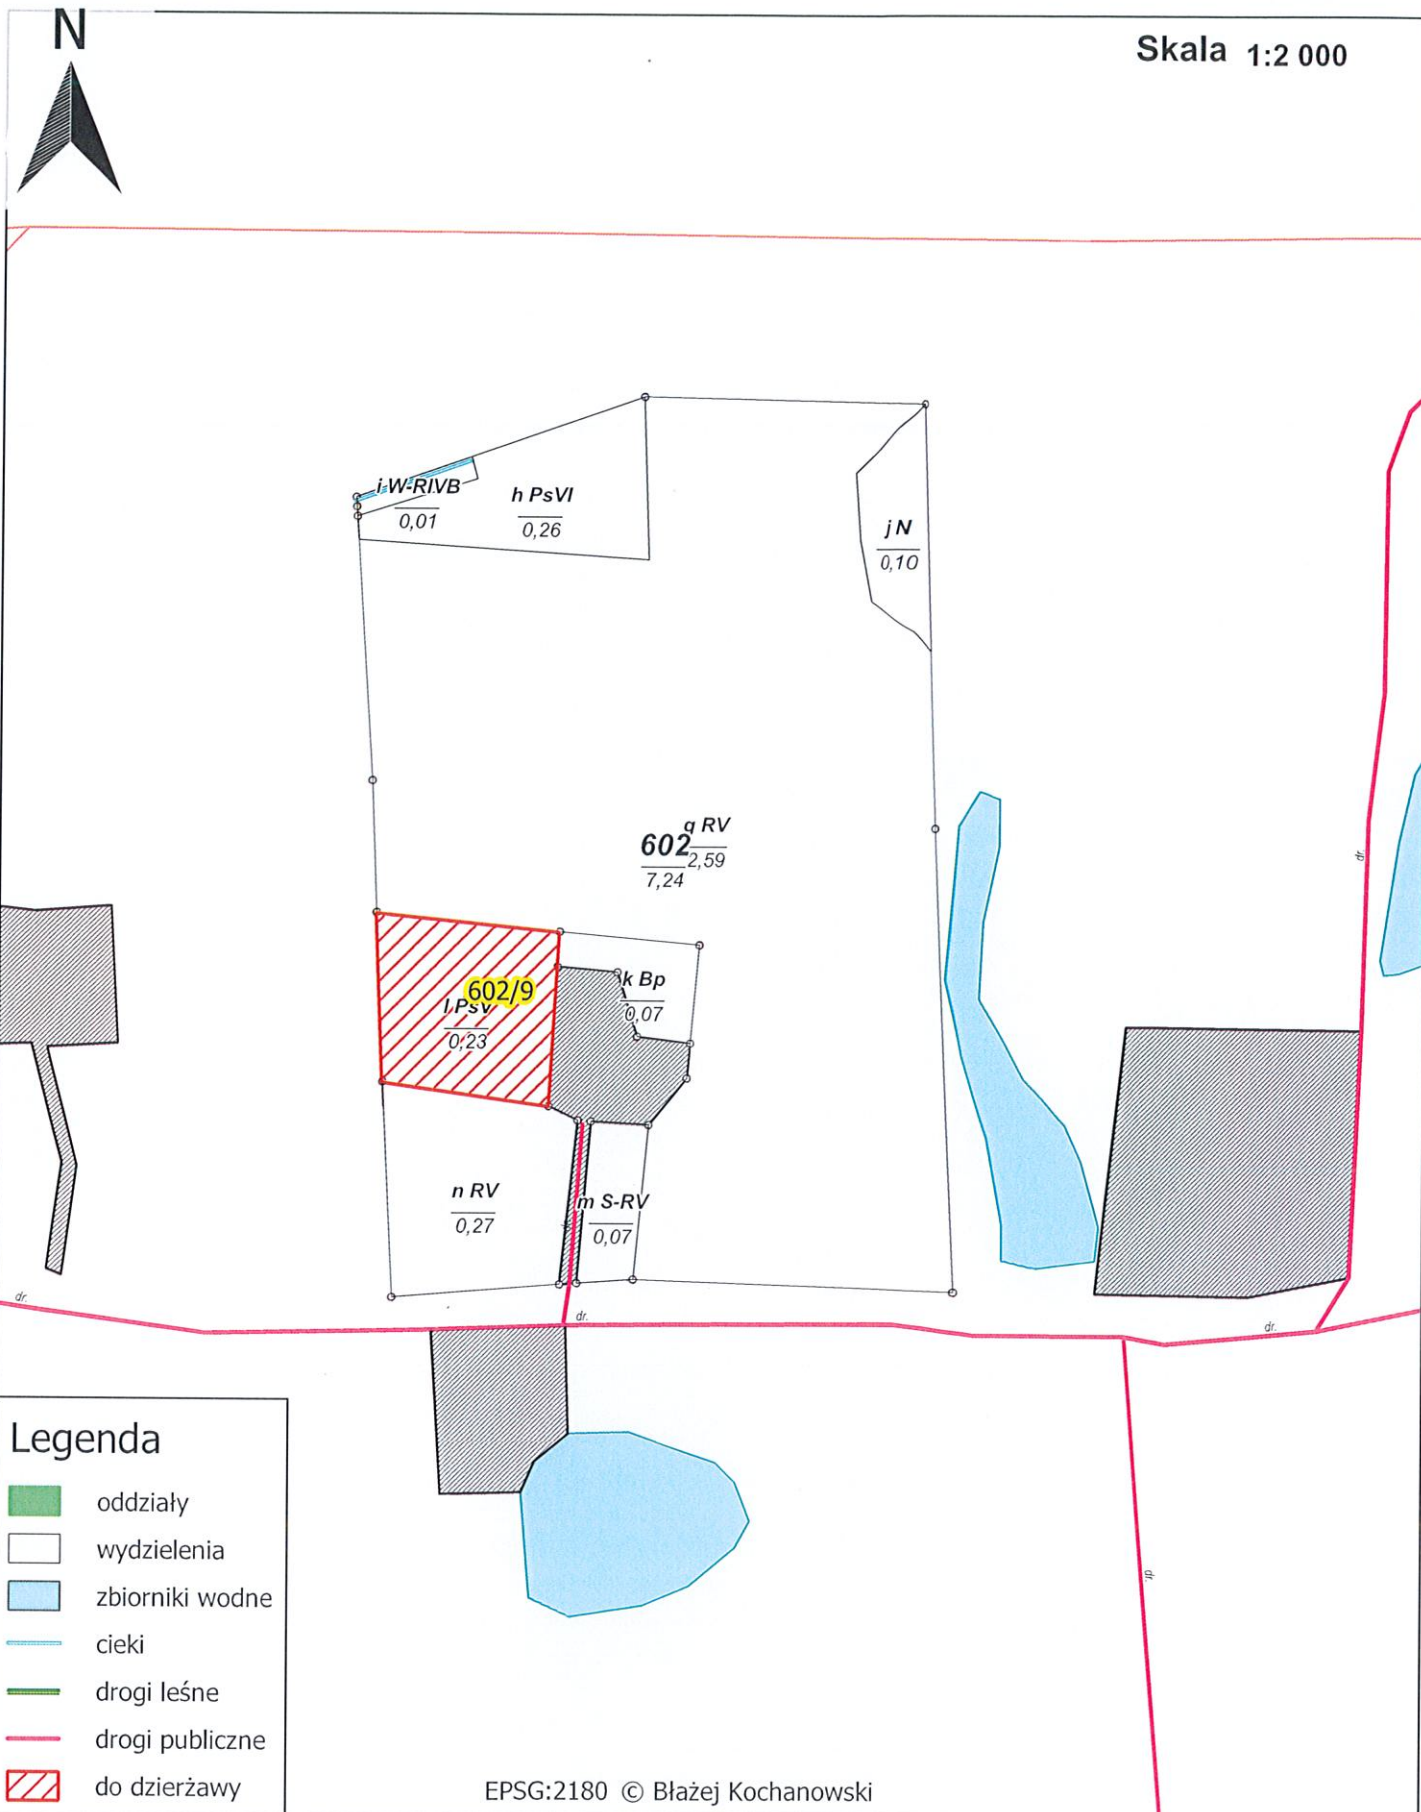 N
Skala 1:2 000
i W-RIVB
0,01
h PsVI
0,26
j N
0,10
q RV
602
2,59
7,24
602/9
k Bp
0,07
l PsV
0,23
n RV
0,27
m S-RV
0,07
dr.
dr.
dr.
dr.
dr.
Legenda
oddziały
wydzielenia
zbiorniki wodne
cieki
drogi leśne
drogi publiczne
do dzierżawy
EPSG:2180 © Błażej Kochanowski